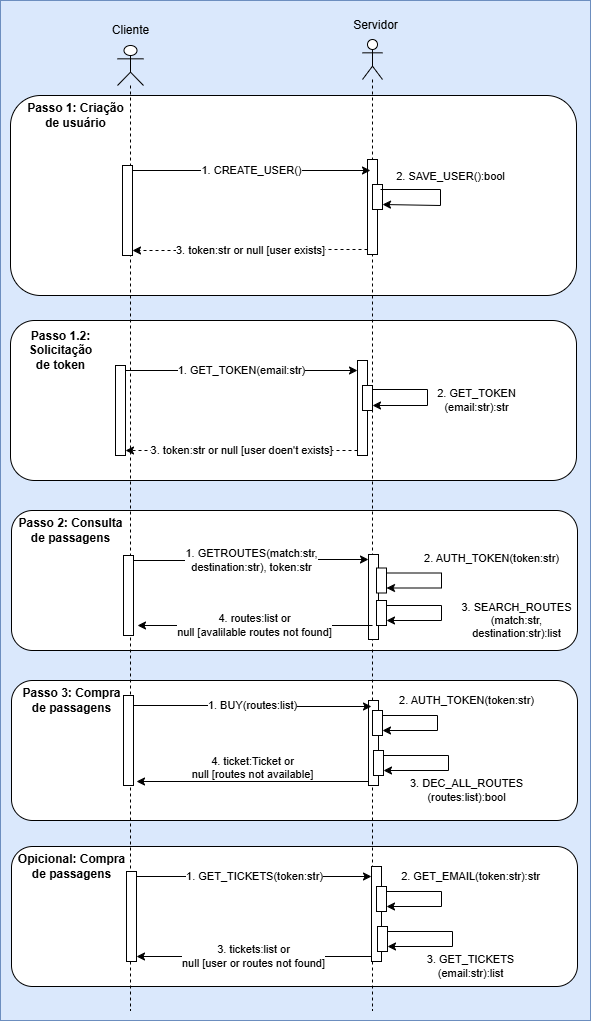 Cliente
Servidor
Passo 1: Criação
de usuário
1. CREATE_USER()
2. SAVE_USER():bool
3. token:str or null [user exists]
Passo 1.2:
Solicitação
de token
1. GET_TOKEN(email:str)
2. GET_TOKEN
(email:str):str
3. token:str or null [user doen't exists]
Passo 2: Consulta
de passagens
1. GETROUTES(match:str,
destination:str), token:str
2. AUTH_TOKEN(token:str)
3. SEARCH_ROUTES
(match:str,
destination:str):list
4. routes:list or
null [avalilable routes not found]
Passo 3: Compra
de passagens
1. BUY(routes:list)
2. AUTH_TOKEN(token:str)
4. ticket:Ticket or
null [routes not available]
3. DEC_ALL_ROUTES
(routes:list):bool
Opicional: Compra
de passagens
1. GET_TICKETS(token:str)
2. GET_EMAIL(token:str):str
3. tickets:list or
null [user or routes not found]
3. GET_TICKETS
(email:str):list